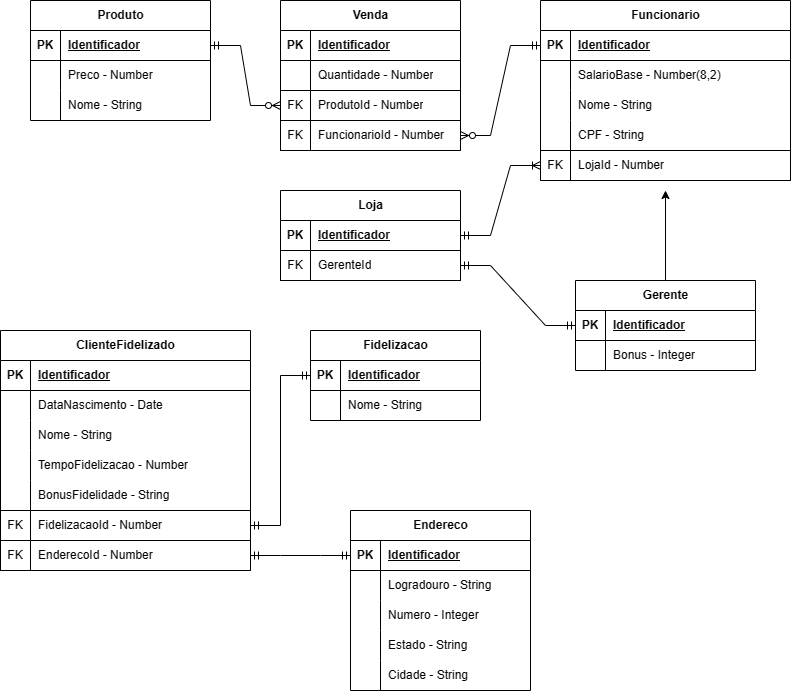 Produto
PK Identificador
Preco - Number
Nome - String
Venda
PK Identificador
Quantidade - Number
FK ProdutoId - Number
FK FuncionarioId - Number
Funcionario
PK Identificador
SalarioBase - Number(8,2)
Nome - String
CPF - String
FK LojaId - Number
Loja
PK Identificador
FK GerenteId
Gerente
PK Identificador
Bonus - Integer
ClienteFidelizado
PK Identificador
DataNascimento - Date
Nome - String
TempoFidelizacao - Number
BonusFidelidade - String
FK FidelizacaoId - Number
FK EnderecoId - Number
Fidelizacao
PK Identificador
Nome - String
Endereco
PK Identificador
Logradouro - String
Numero - Integer
Estado - String
Cidade - String